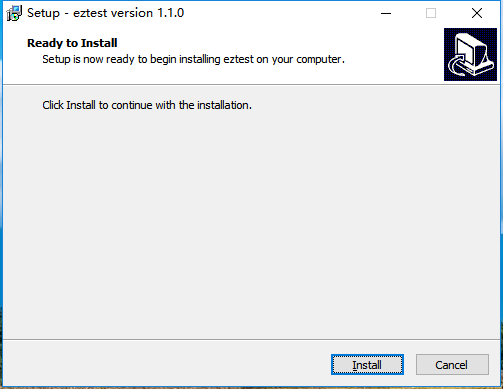 Setup - eztest version 1.1.0
Ready to Install
Setup is now ready to begin installing eztest on your computer.
Click Install to continue with the installation.
Install
Cancel